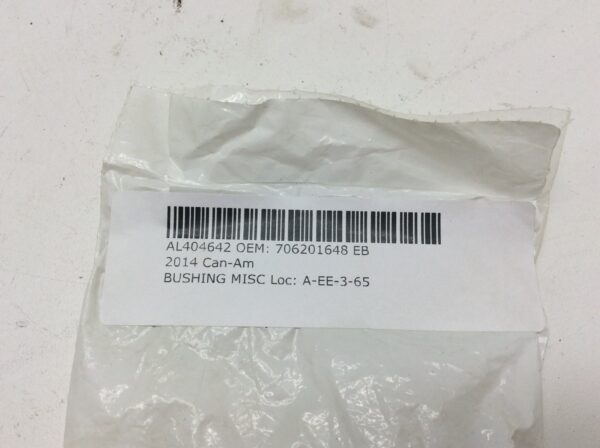 AL404642 OEM: 706201648 EB
2014 Can-Am
BUSHING MISC Loc: A-EE-3-65